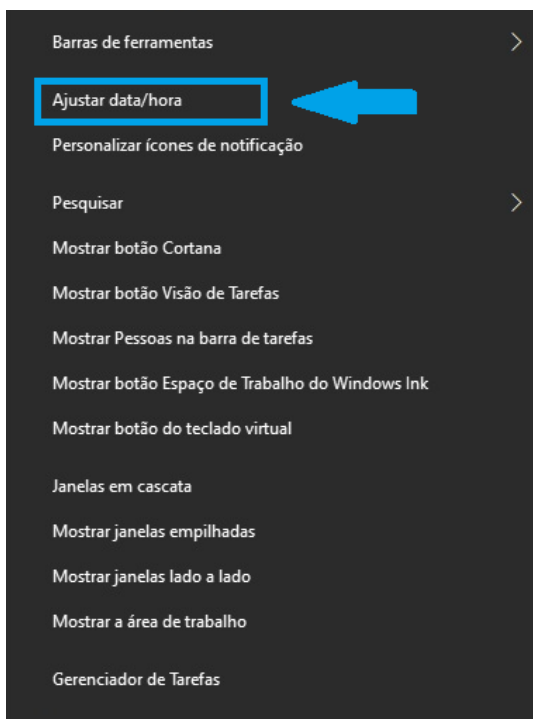 Barras de ferramentas
Ajustar data/hora
Personalizar ícones de notificação
Pesquisar
Mostrar botão Cortana
Mostrar botão Visão de Tarefas
Mostrar Pessoas na barra de tarefas
Mostrar botão Espaço de Trabalho do Windows Ink
Mostrar botão do teclado virtual
Janelas em cascata
Mostrar janelas empilhadas
Mostrar janelas lado a lado
Mostrar a área de trabalho
Gerenciador de Tarefas